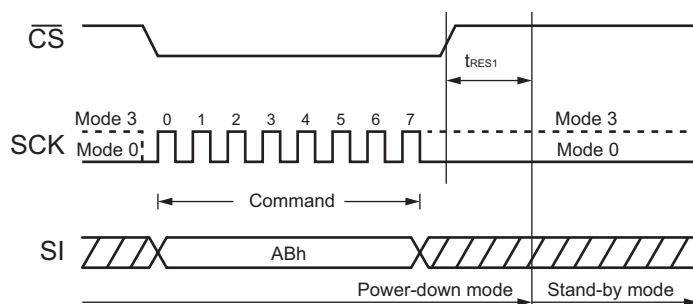 CS
tRES1
Mode 3 0 1 2 3 4 5 6 7 Mode 3
SCK
Mode 0 Mode 0
Command
SI ABh
Power-down mode Stand-by mode